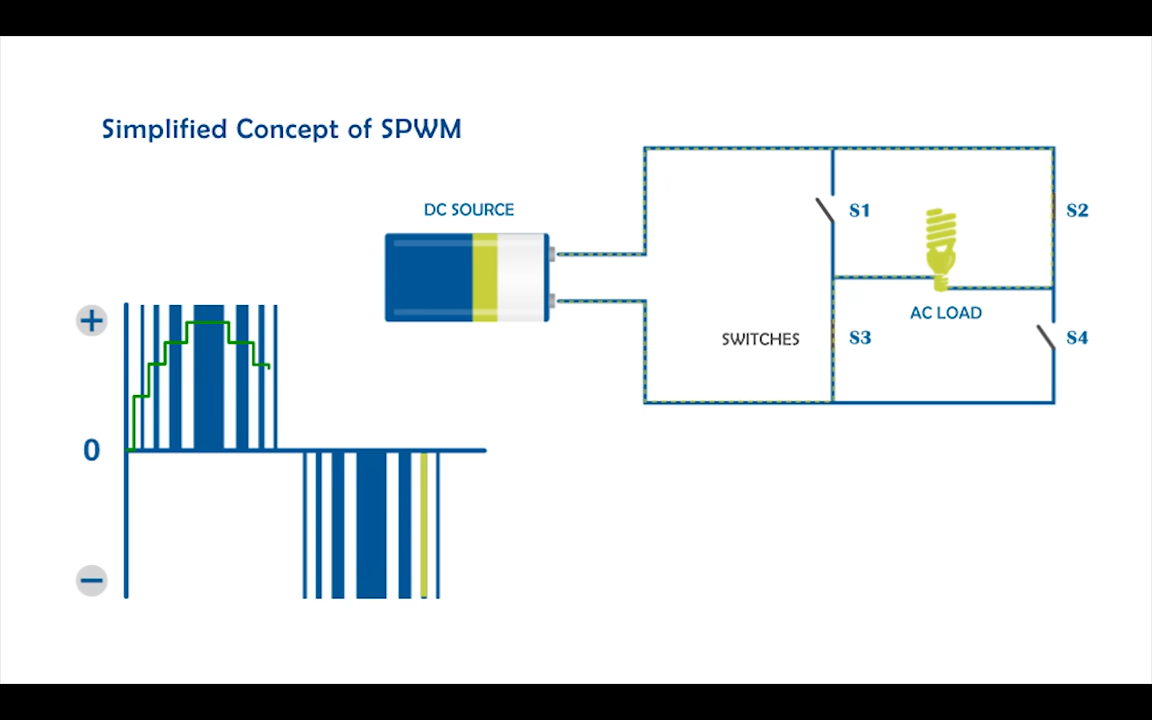 Simplified Concept of SPWM
DC SOURCE
S1
S2
+
AC LOAD
SWITCHES
S3
S4
0
−